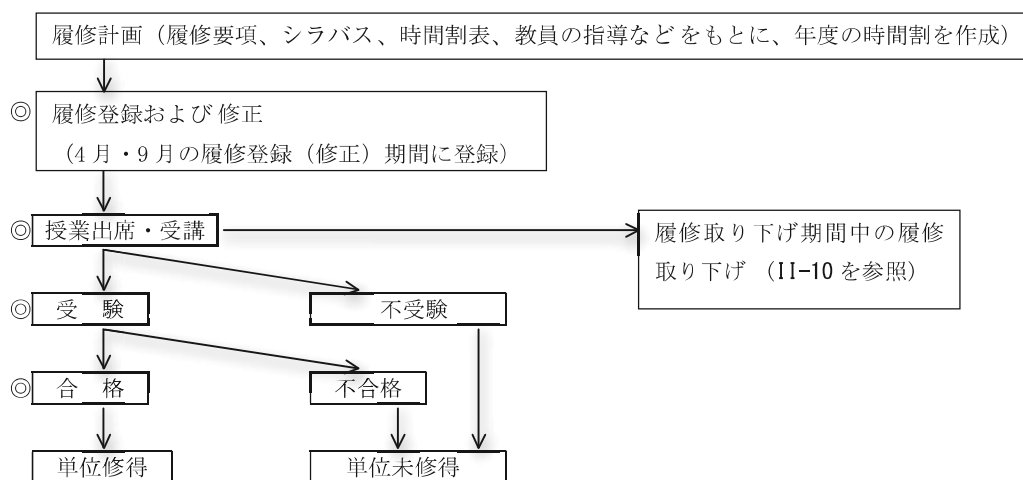 履修計画（履修要項、シラバス、時間割表、教員の指導などをもとに、年度の時間割を作成）
◎ 履修登録および修正
（4月・9月の履修登録（修正）期間に登録）
◎ 授業出席・受講
履修取り下げ期間中の履修
取り下げ （II-10を参照）
◎ 受　験
不受験
◎ 合　格
不合格
単位修得
単位未修得